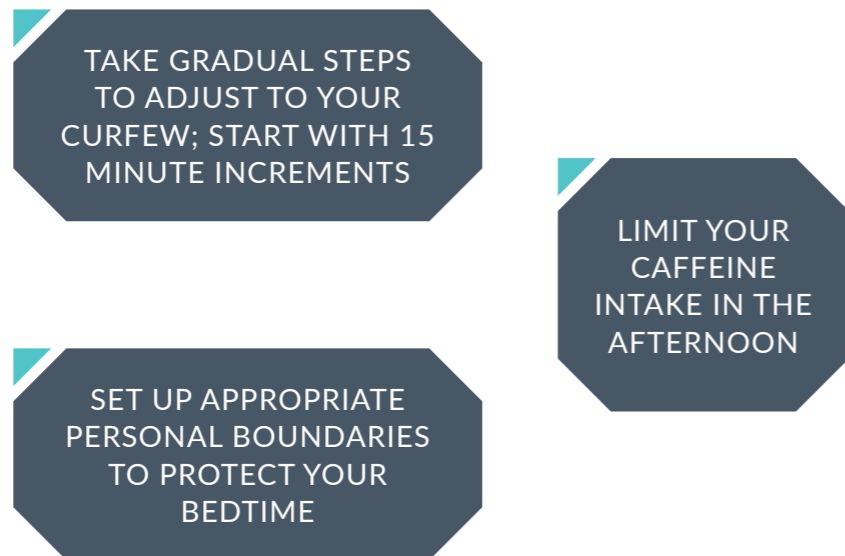 TAKE GRADUAL STEPS
TO ADJUST TO YOUR
CURFEW; START WITH 15
MINUTE INCREMENTS
LIMIT YOUR
CAFFEINE
INTAKE IN THE
AFTERNOON
SET UP APPROPRIATE
PERSONAL BOUNDARIES
TO PROTECT YOUR
BEDTIME